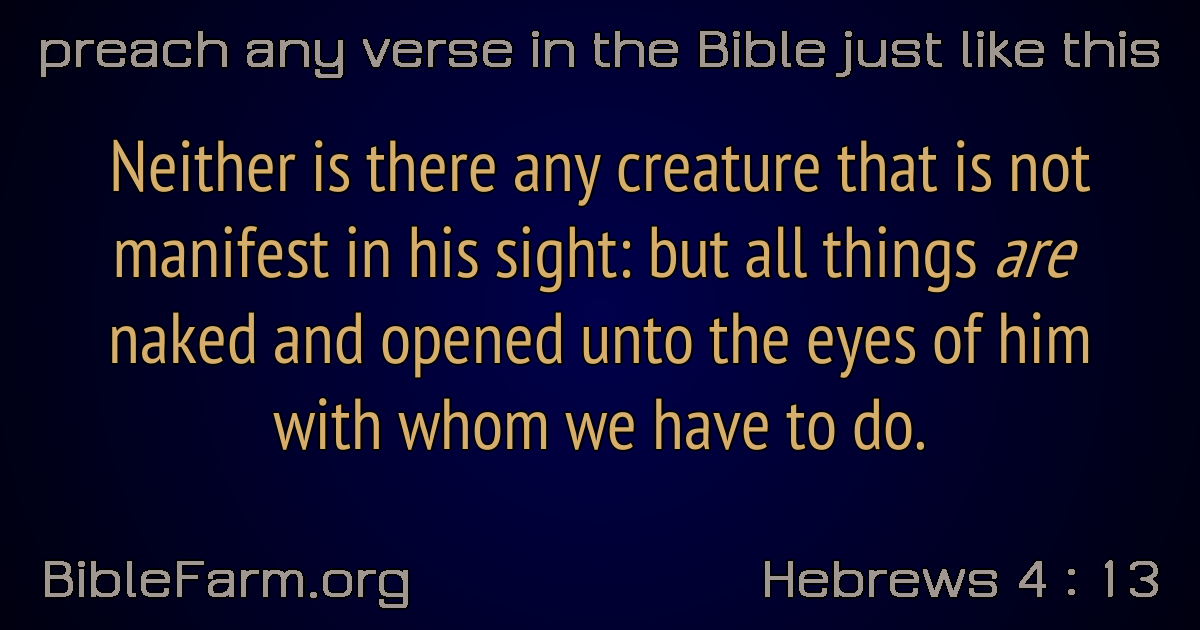 preach any verse in the Bible just like this
Neither is there any creature that is not
manifest in his sight: but all things are
naked and opened unto the eyes of him
with whom we have to do.
BibleFarm.org
Hebrews 4 : 13